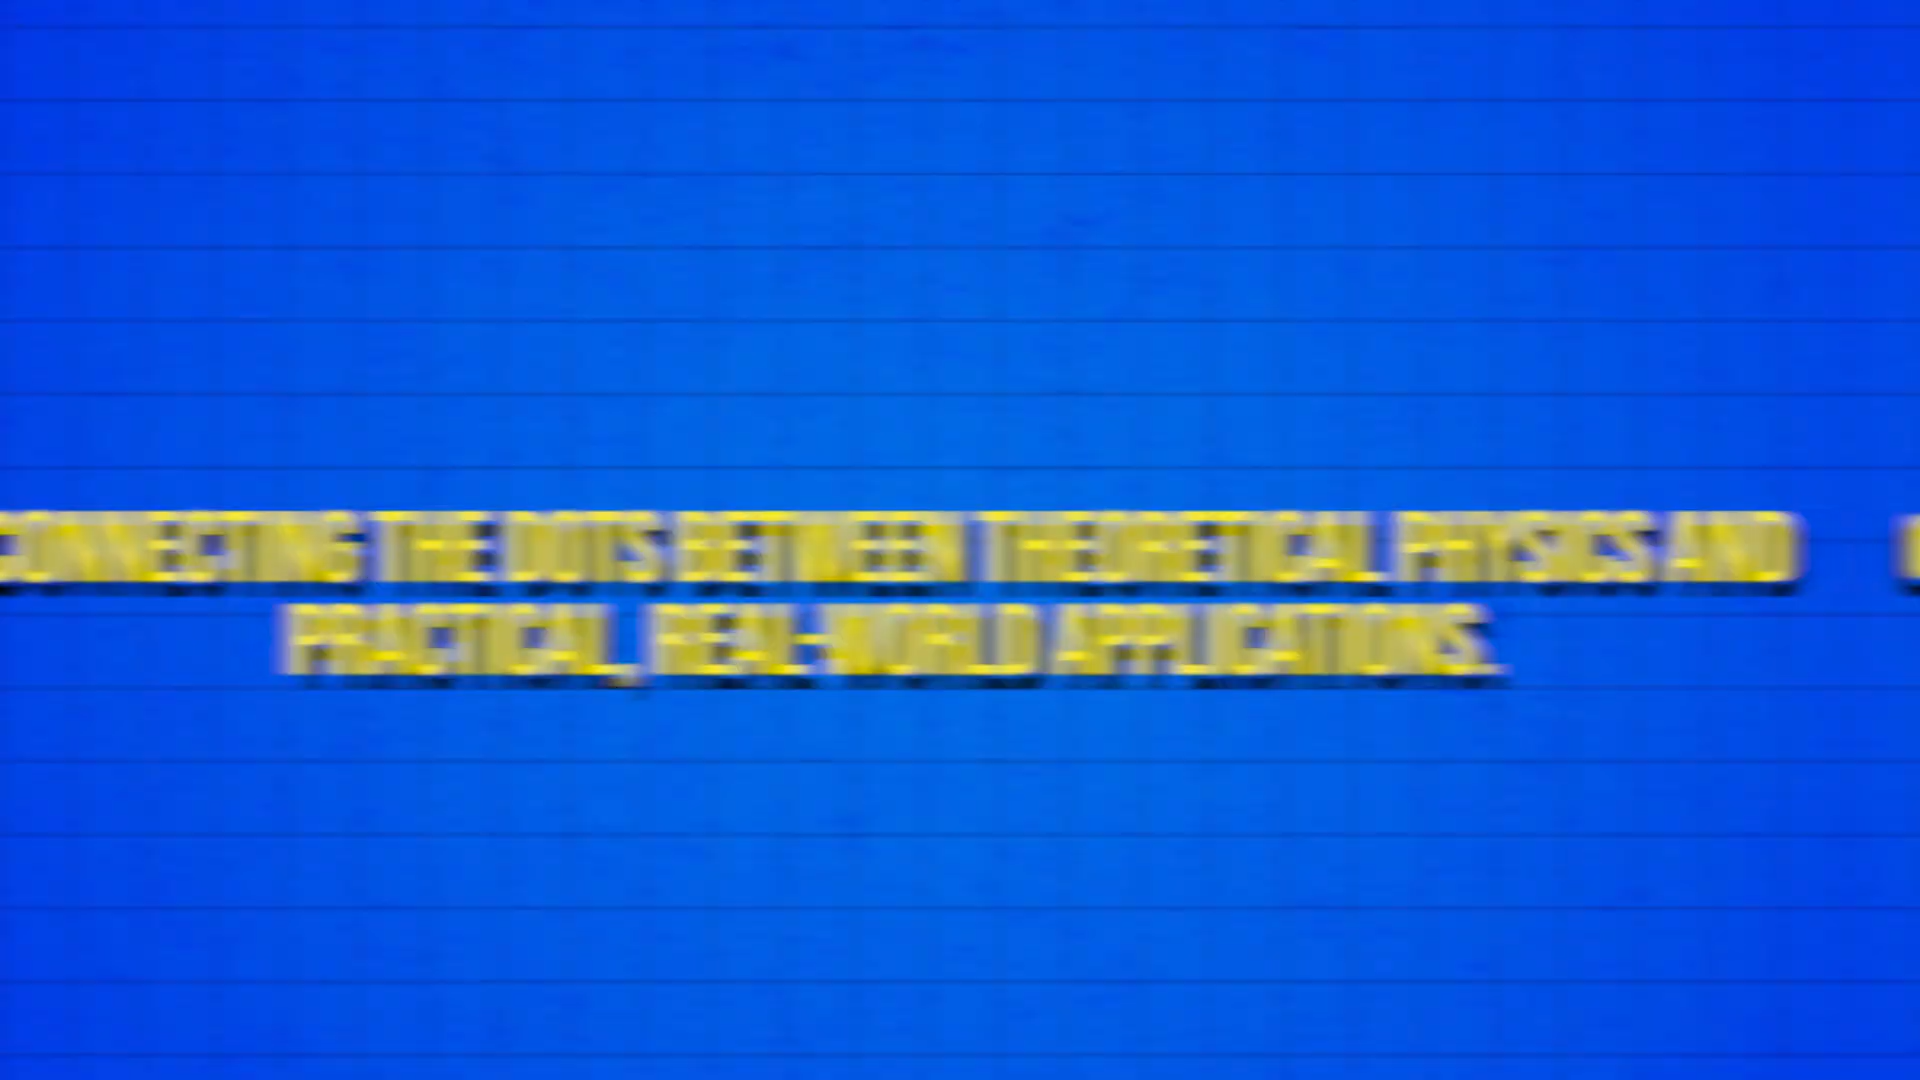 CONNECTING THE DOTS BETWEEN THEORETICAL PHYSICS AND
PRACTICAL, REAL-WORLD APPLICATIONS.